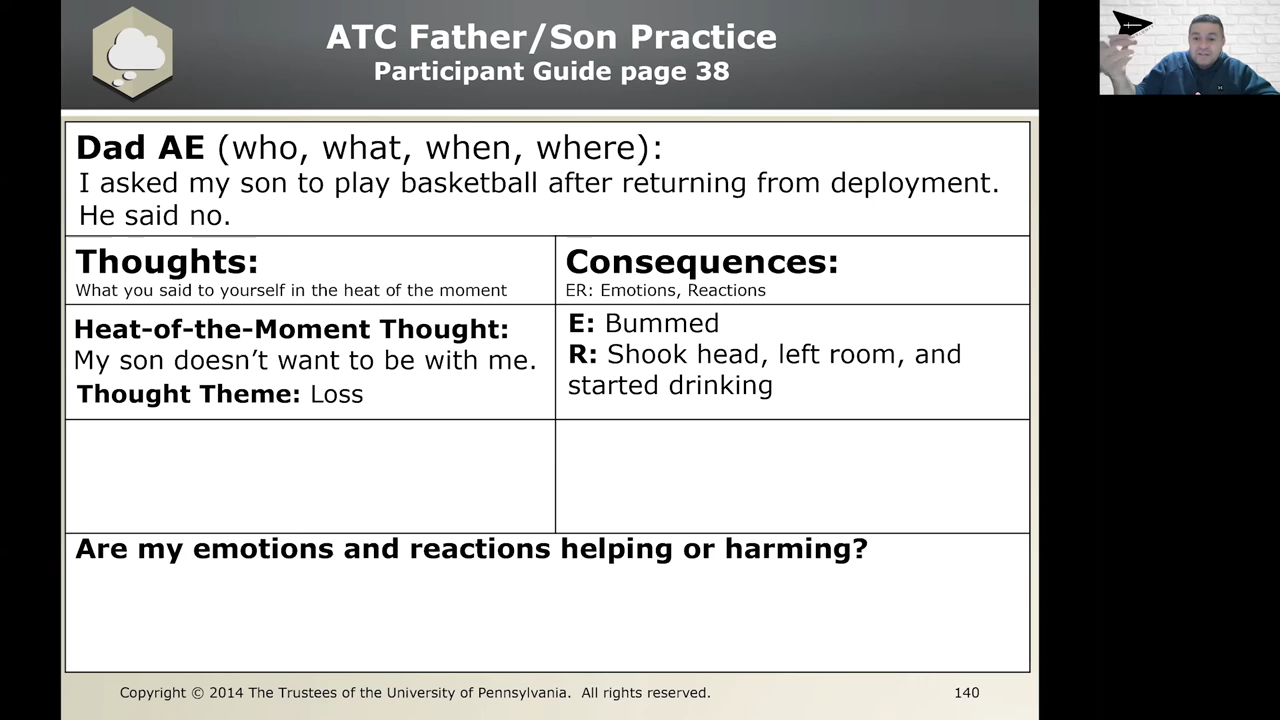 ATC Father/Son Practice
Participant Guide page 38
Dad AE (who, what, when, where):
I asked my son to play basketball after returning from deployment.
He said no.
Thoughts:
What you said to yourself in the heat of the moment
Consequences:
ER: Emotions, Reactions
Heat-of-the-Moment Thought:
My son doesn’t want to be with me.
Thought Theme: Loss
E: Bummed
R: Shook head, left room, and
started drinking
Are my emotions and reactions helping or harming?
Copyright © 2014 The Trustees of the University of Pennsylvania. All rights reserved.
140